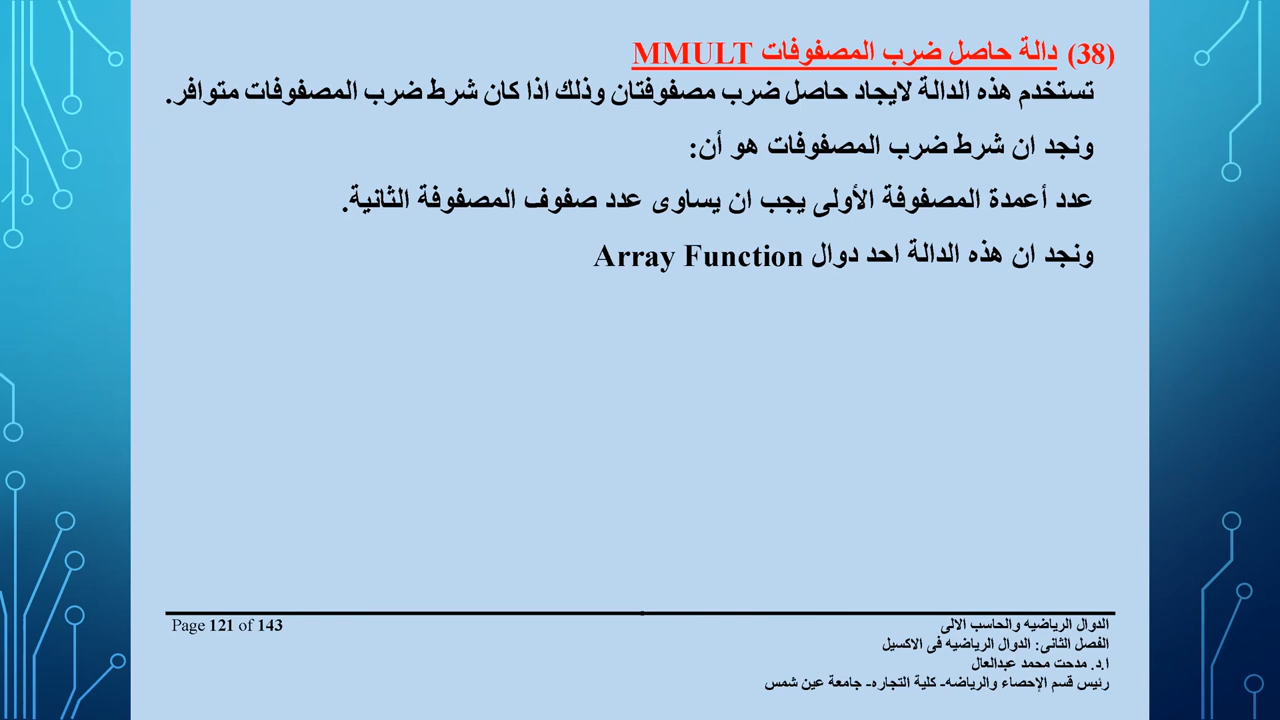 (38) دالة حاصل ضرب المصفوفات MMULT
تستخدم هذه الدالة لايجاد حاصل ضرب مصفوفتان وذلك اذا كان شرط ضرب المصفوفات متوافر.
ونجد ان شرط ضرب المصفوفات هو أن:
عدد أعمدة المصفوفة الأولى يجب ان يساوى عدد صفوف المصفوفة الثانية.
ونجد ان هذه الدالة احد دوال Array Function
الدوال الرياضيه والحاسب الالى
Page 121 of 143
الفصل الثانى: الدوال الرياضيه فى الاكسيل
ا.د. مدحت محمد عبدالعال
رئيس قسم الإحصاء والرياضه- كلية التجاره- جامعة عين شمس